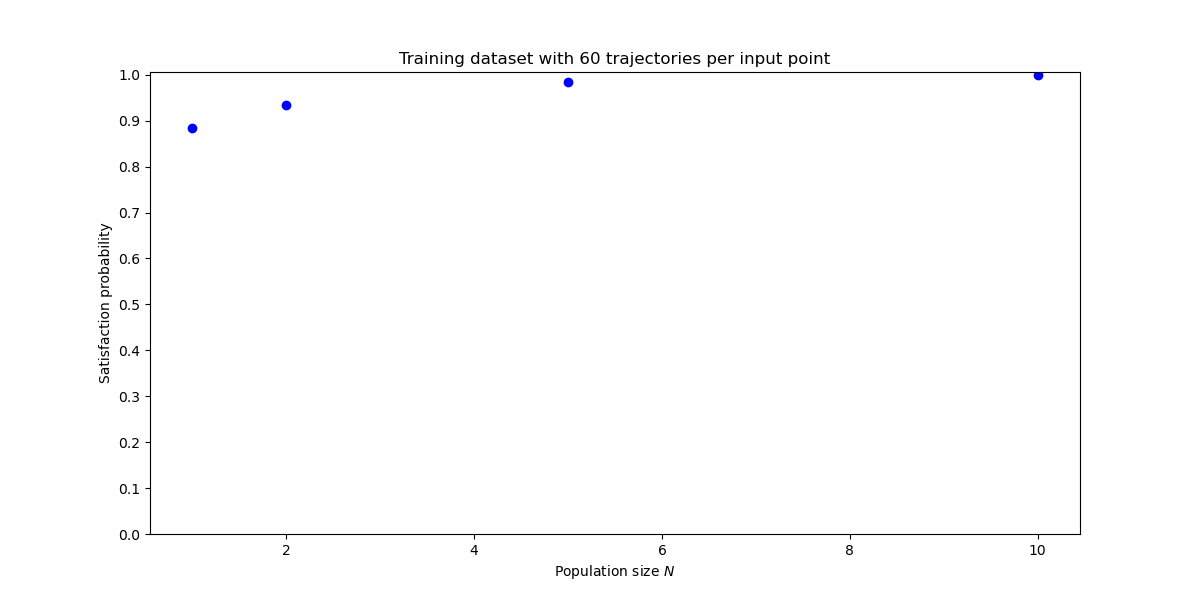 Training dataset with 60 trajectories per input point
Satisfaction probability
1.0
0.9
0.8
0.7
0.6
0.5
0.4
0.3
0.2
0.1
0.0
2 4 6 8 10
Population size N